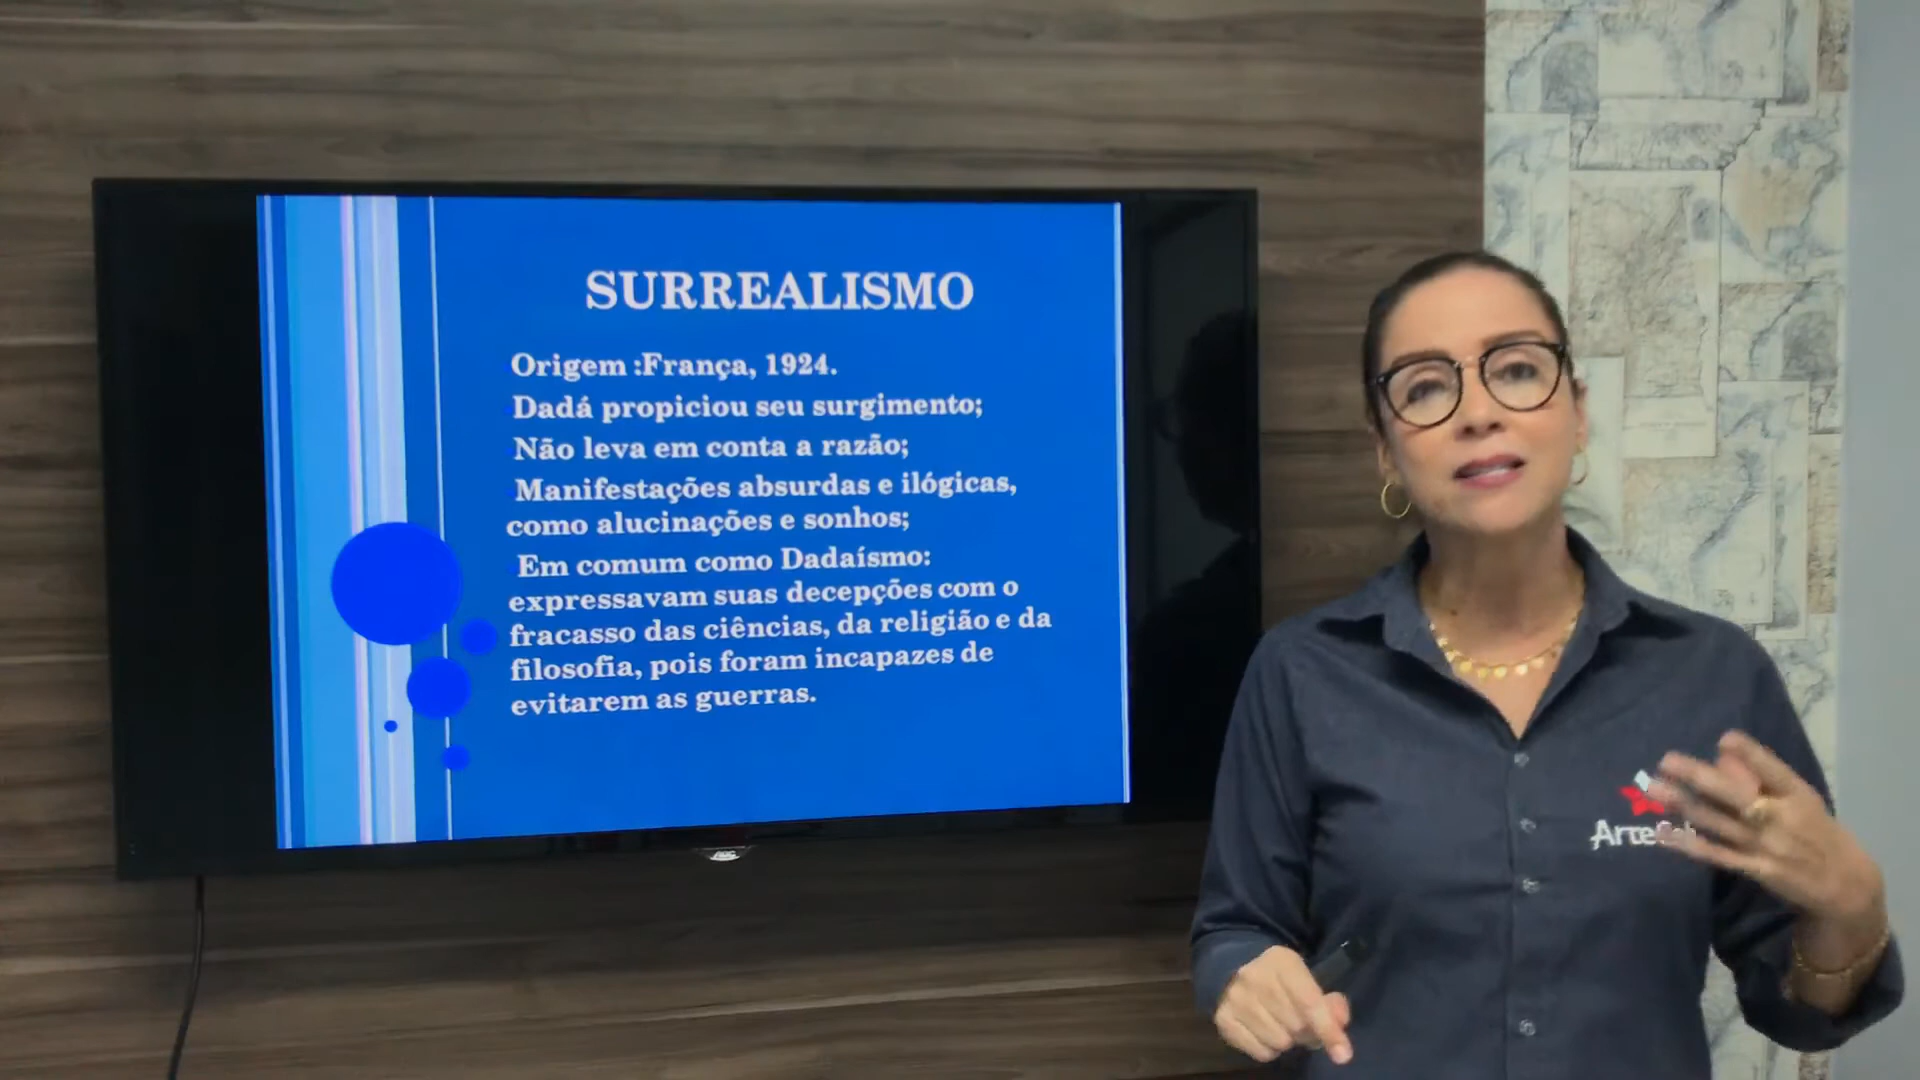 SURREALISMO
Origem :França, 1924.
Dadá propiciou seu surgimento;
Não leva em conta a razão;
Manifestações absurdas e ilógicas,
como alucinações e sonhos;
Em comum como Dadaísmo:
expressavam suas decepções com o
fracasso das ciências, da religião e da
filosofia, pois foram incapazes de
evitarem as guerras.
AOC